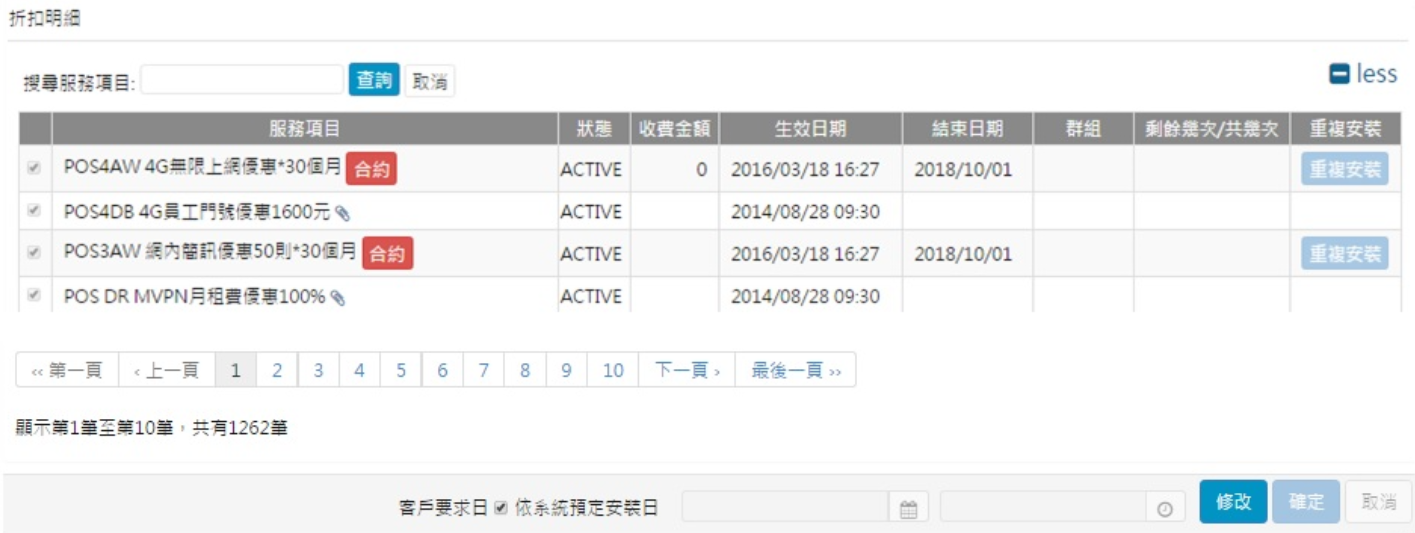 折扣明細
搜尋服務項目: 查詢 取消 less
服務項目 狀態 收費金額 生效日期 結束日期 群組 剩餘幾次/共幾次 重複安裝
POS4AW 4G無限上網優惠*30個月 合約 ACTIVE 0 2016/03/18 16:27 2018/10/01 重複安裝
POS4DB 4G員工門號優惠1600元 ACTIVE 2014/08/28 09:30
POS3AW 網內簡訊優惠50則*30個月 合約 ACTIVE 2016/03/18 16:27 2018/10/01 重複安裝
POS DR MVPN月租費優惠100% ACTIVE 2014/08/28 09:30
‹‹ 第一頁 ‹ 上一頁 1 2 3 4 5 6 7 8 9 10 下一頁 › 最後一頁 ››
顯示第1筆至第10筆，共有1262筆
客戶要求日 依系統預定安裝日 修改 確定 取消